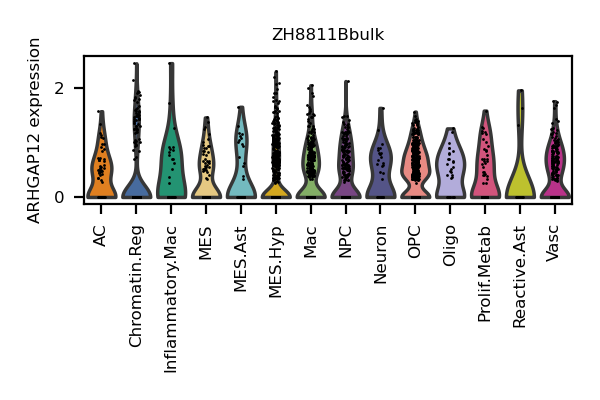 ZH8811Bbulk
ARHGAP12 expression
2
0
AC
Chromatin.Reg
Inflammatory.Mac
MES
MES.Ast
MES.Hyp
Mac
NPC
Neuron
OPC
Oligo
Prolif.Metab
Reactive.Ast
Vasc